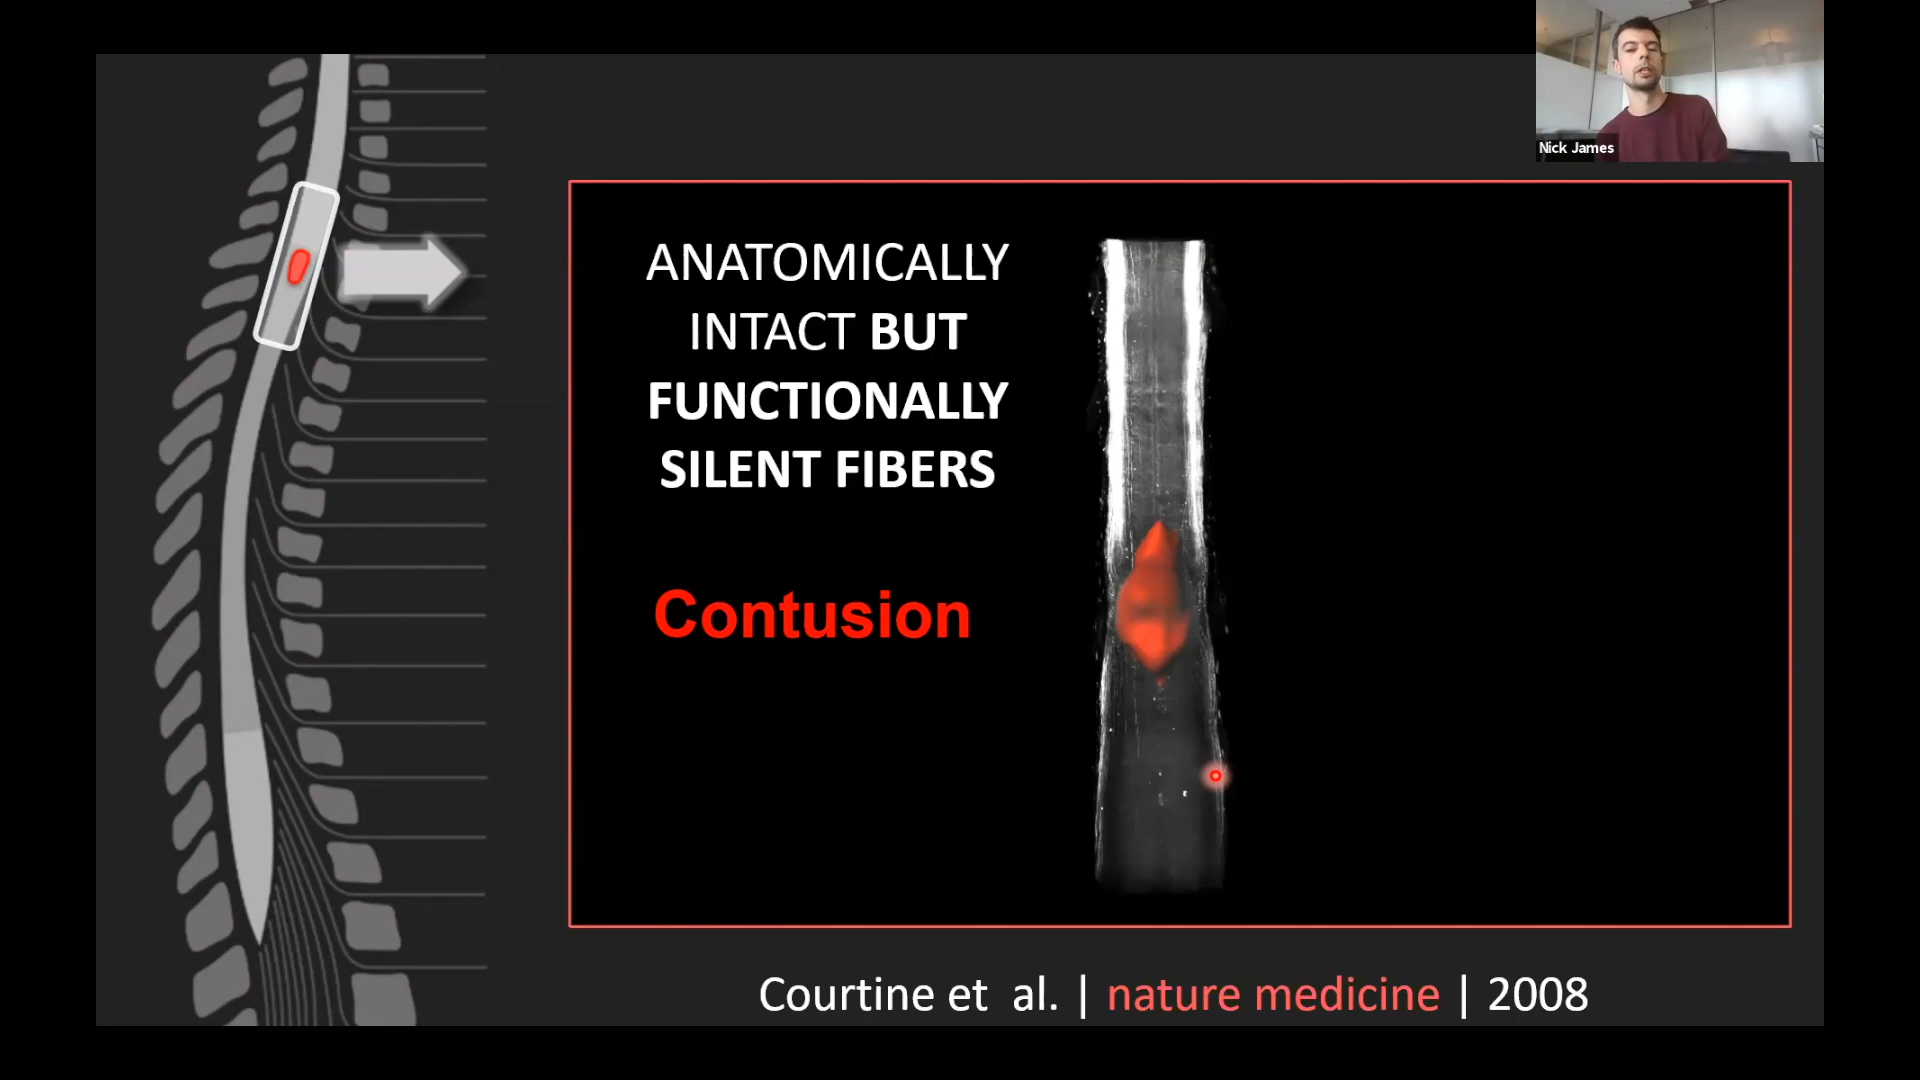 Nick James
ANATOMICALLY
INTACT BUT
FUNCTIONALLY
SILENT FIBERS
Contusion
Courtine et  al. | nature medicine | 2008